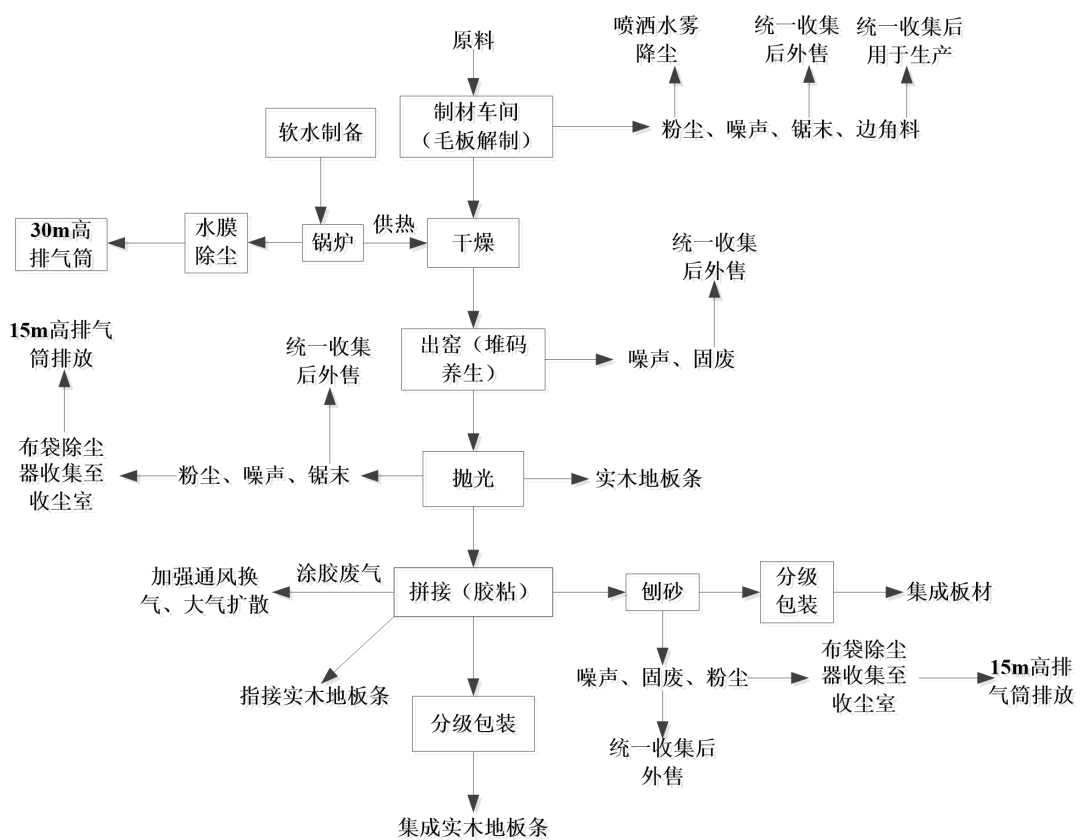 原料
喷洒水雾
降尘
统一收集
后外售
统一收集后
用于生产
软水制备
制材车间
（毛板解制）
粉尘、噪声、锯末、边角料
30m高
排气筒
水膜
除尘
锅炉
供热
干燥
统一收集
后外售
15m高排气
筒排放
统一收集
后外售
出窑（堆码
养生）
噪声、固废
布袋除尘
器收集至
收尘室
粉尘、噪声、锯末
抛光
实木地板条
加强通风换
气、大气扩散
涂胶废气
拼接（胶粘）
刨砂
分级
包装
集成板材
指接实木地板条
分级包装
噪声、固废、粉尘
布袋除尘
器收集至
收尘室
15m高排
气筒排放
统一收集后
外售
集成实木地板条